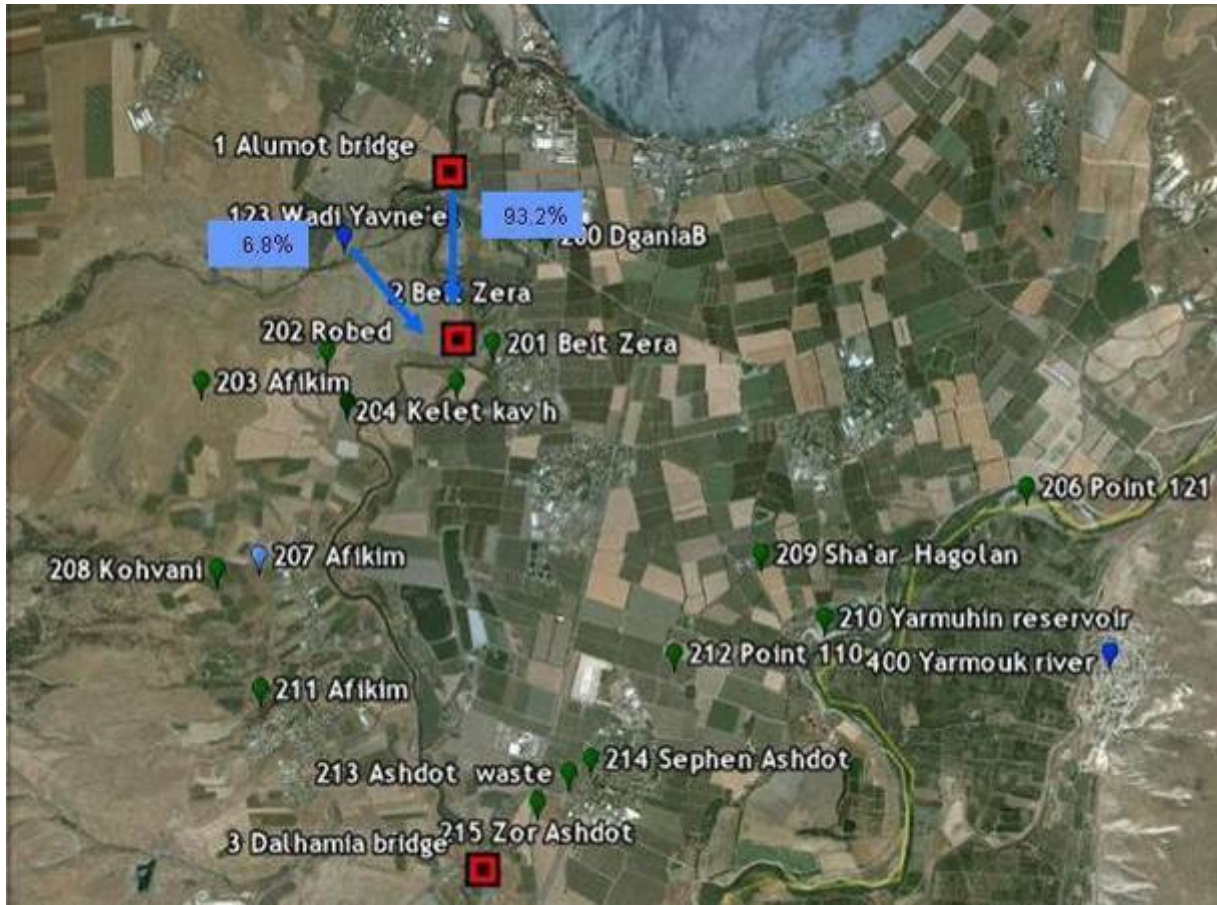 1 Alumot bridge
123 Wadi Yavne'e
93.2%
6.8%
DganiaB
2 Beit Zera
202 Robed
201 Beit Zera
203 Afikim
204 Kelet kav h
206 Point 121
208 Kohvani
207 Afikim
209 Sha'ar Hagolan
210 Yarmuhin reservoir
212 Point 110
400 Yarmouk river
211 Afikim
214 Sephen Ashdot
213 Ashdot waste
215 Zor Ashdot
3 Dalhamia bridge